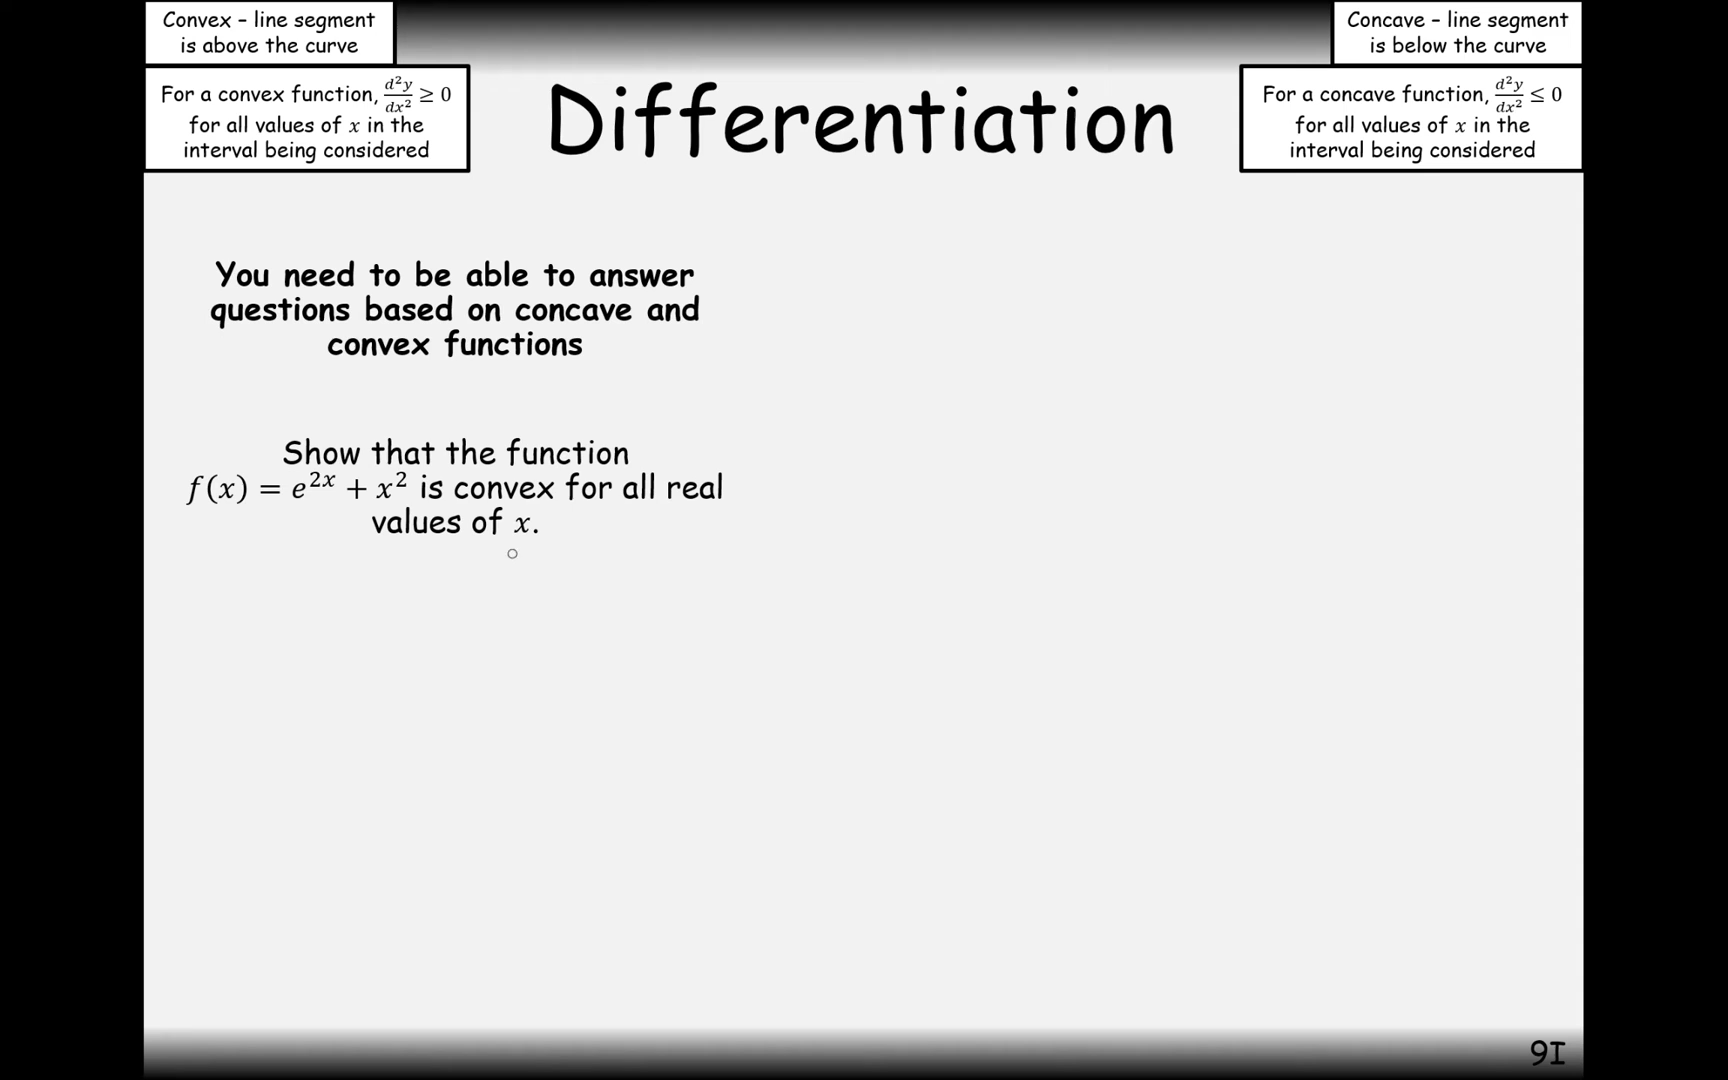 Convex – line segment
is above the curve
For a convex function, d²y/dx² ≥ 0
for all values of x in the
interval being considered
Differentiation
Concave – line segment
is below the curve
For a concave function, d²y/dx² ≤ 0
for all values of x in the
interval being considered
You need to be able to answer
questions based on concave and
convex functions
Show that the function
f(x) = e²ˣ + x² is convex for all real
values of x.
9I